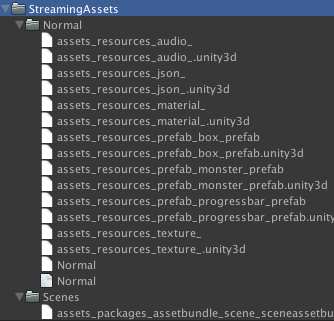 StreamingAssets
Normal
assets_resources_audio_
assets_resources_audio_.unity3d
assets_resources_json_
assets_resources_json_.unity3d
assets_resources_material_
assets_resources_material_.unity3d
assets_resources_prefab_box_prefab
assets_resources_prefab_box_prefab.unity3d
assets_resources_prefab_monster_prefab
assets_resources_prefab_monster_prefab.unity3d
assets_resources_prefab_progressbar_prefab
assets_resources_prefab_progressbar_prefab.unity
assets_resources_texture_
assets_resources_texture_.unity3d
Normal
Normal
Scenes
assets_packages_assetbundle_scene_sceneassetbu